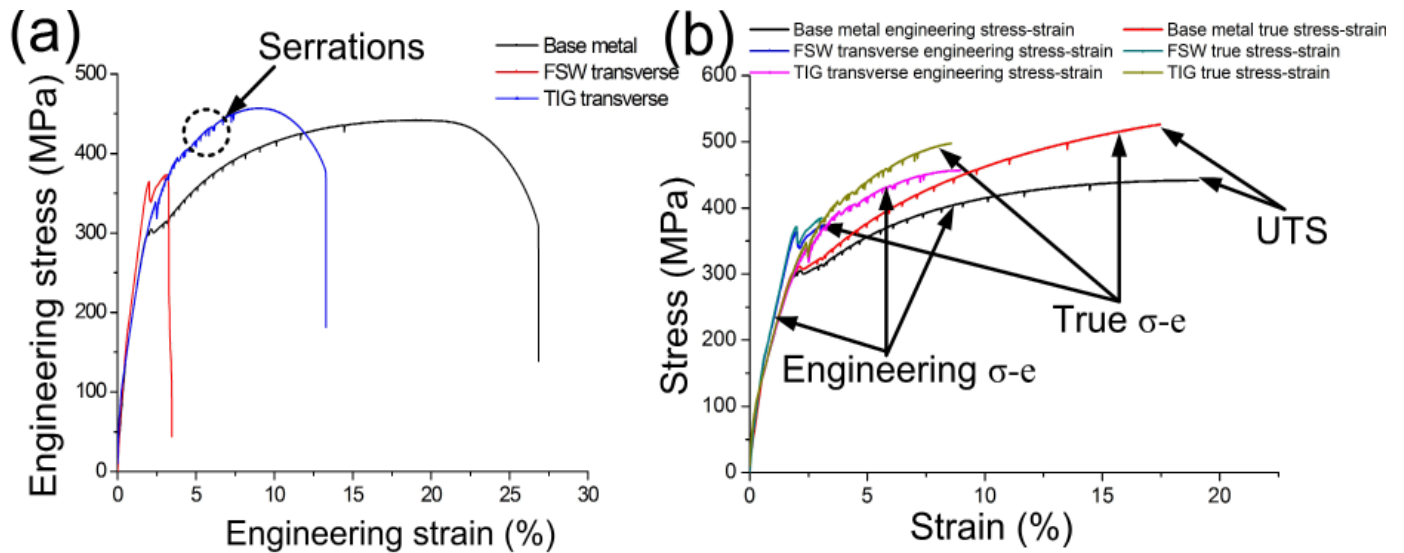 (a)
Serrations
Base metal
FSW transverse
TIG transverse
500
400
300
200
100
0
0 5 10 15 20 25 30
Engineering stress (MPa)
Engineering strain (%)
(b)
Base metal engineering stress-strain
Base metal true stress-strain
FSW transverse engineering stress-strain
FSW true stress-strain
TIG transverse engineering stress-strain
TIG true stress-strain
600
500
400
300
200
100
0
0 5 10 15 20
Stress (MPa)
Strain (%)
UTS
True σ-e
Engineering σ-e